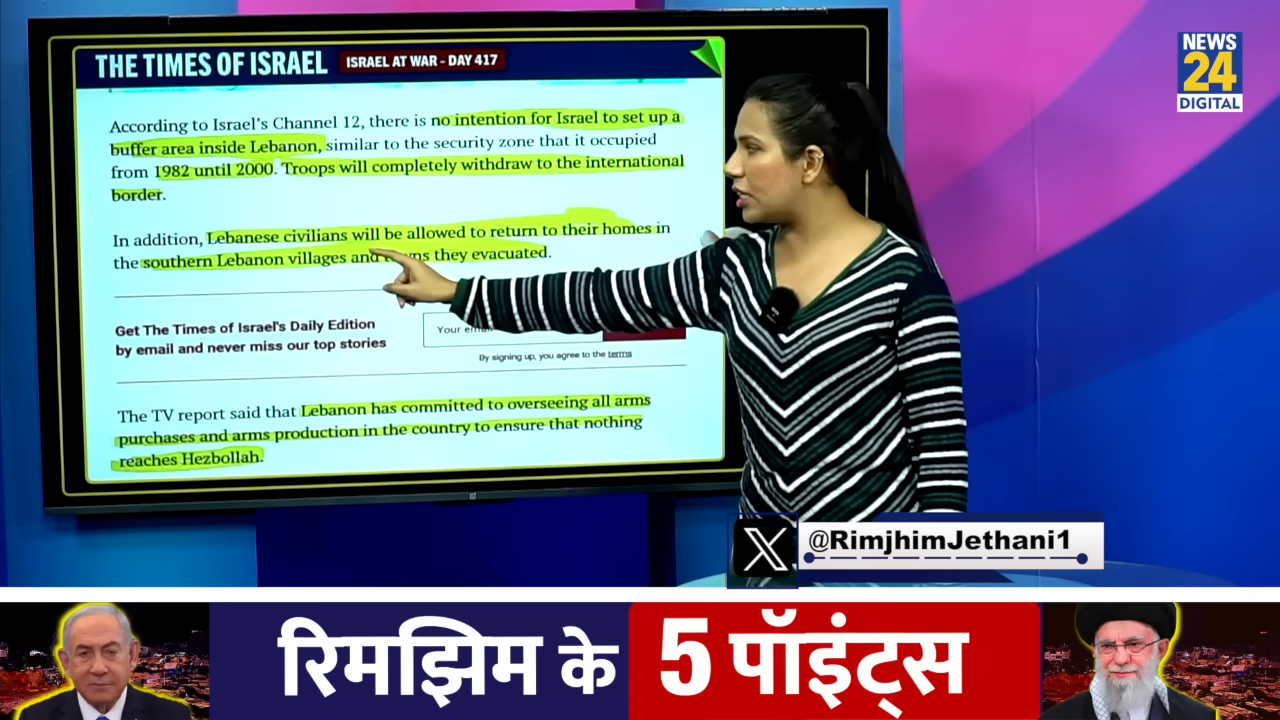 THE TIMES OF ISRAEL
ISRAEL AT WAR - DAY 417
NEWS
24
DIGITAL
According to Israel's Channel 12, there is no intention for Israel to set up a
buffer area inside Lebanon, similar to the security zone that it occupied
from 1982 until 2000. Troops will completely withdraw to the international
border.
In addition, Lebanese civilians will be allowed to return to their homes in
the southern Lebanon villages and they evacuated.
Get The Times of Israel's Daily Edition
by email and never miss our top stories
Your
By signing up, you agree to the terms
The TV report said that Lebanon has committed to overseeing all arms
purchases and arms production in the country to ensure that nothing
reaches Hezbollah.
X
@RimjhimJethani1
रिमझिम के 5 पॉइंट्स